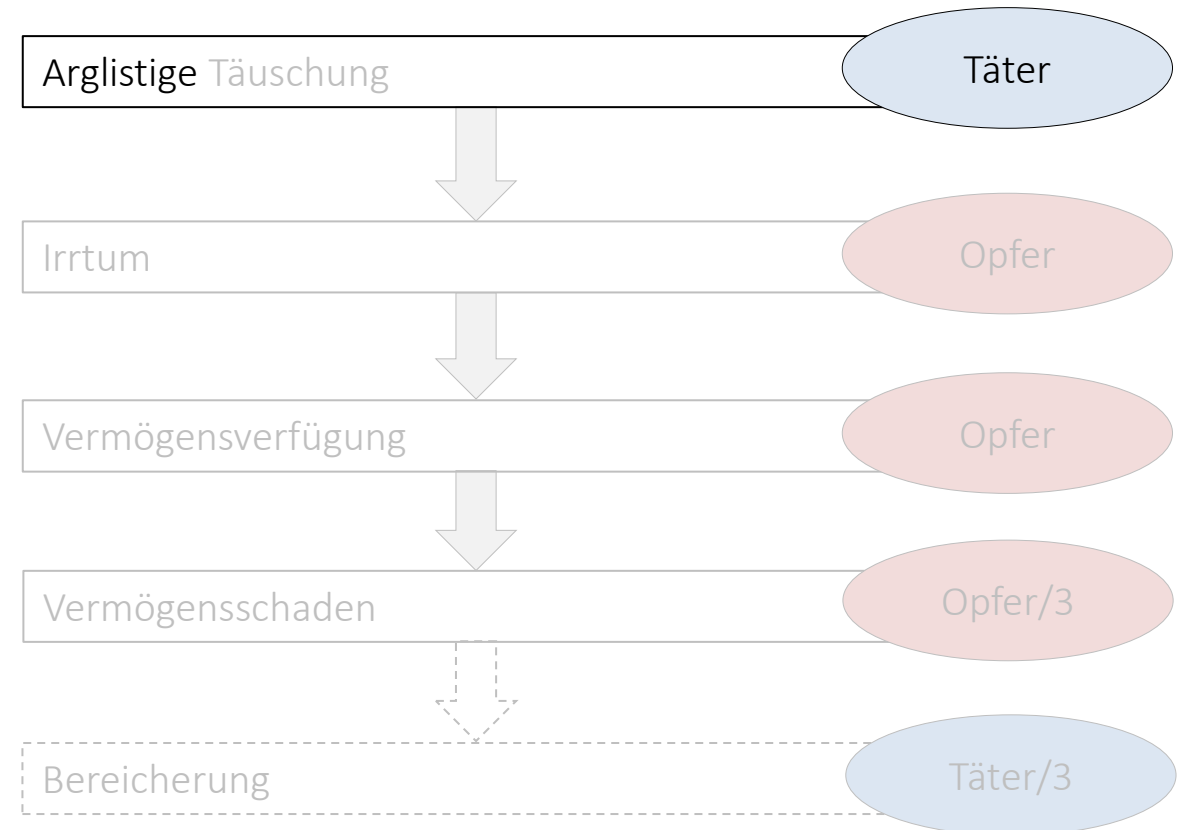 Arglistige Täuschung Täter
Irrtum Opfer
Vermögensverfügung Opfer
Vermögensschaden Opfer/3
Bereicherung Täter/3